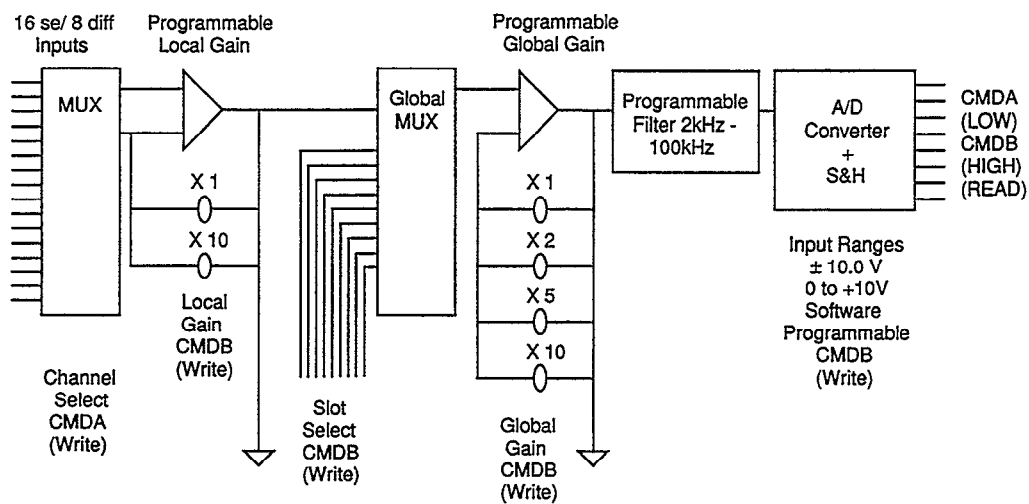 16 se/ 8 diff
Inputs
Programmable
Local Gain
MUX
X 1
X 10
Local
Gain
CMDB
(Write)
Channel
Select
CMDA
(Write)
Global
MUX
Slot
Select
CMDB
(Write)
Programmable
Global Gain
X 1
X 2
X 5
X 10
Global
Gain
CMDB
(Write)
Programmable
Filter 2kHz -
100kHz
A/D
Converter
+
S&H
CMDA
(LOW)
CMDB
(HIGH)
(READ)
Input Ranges
± 10.0 V
0 to +10V
Software
Programmable
CMDB
(Write)